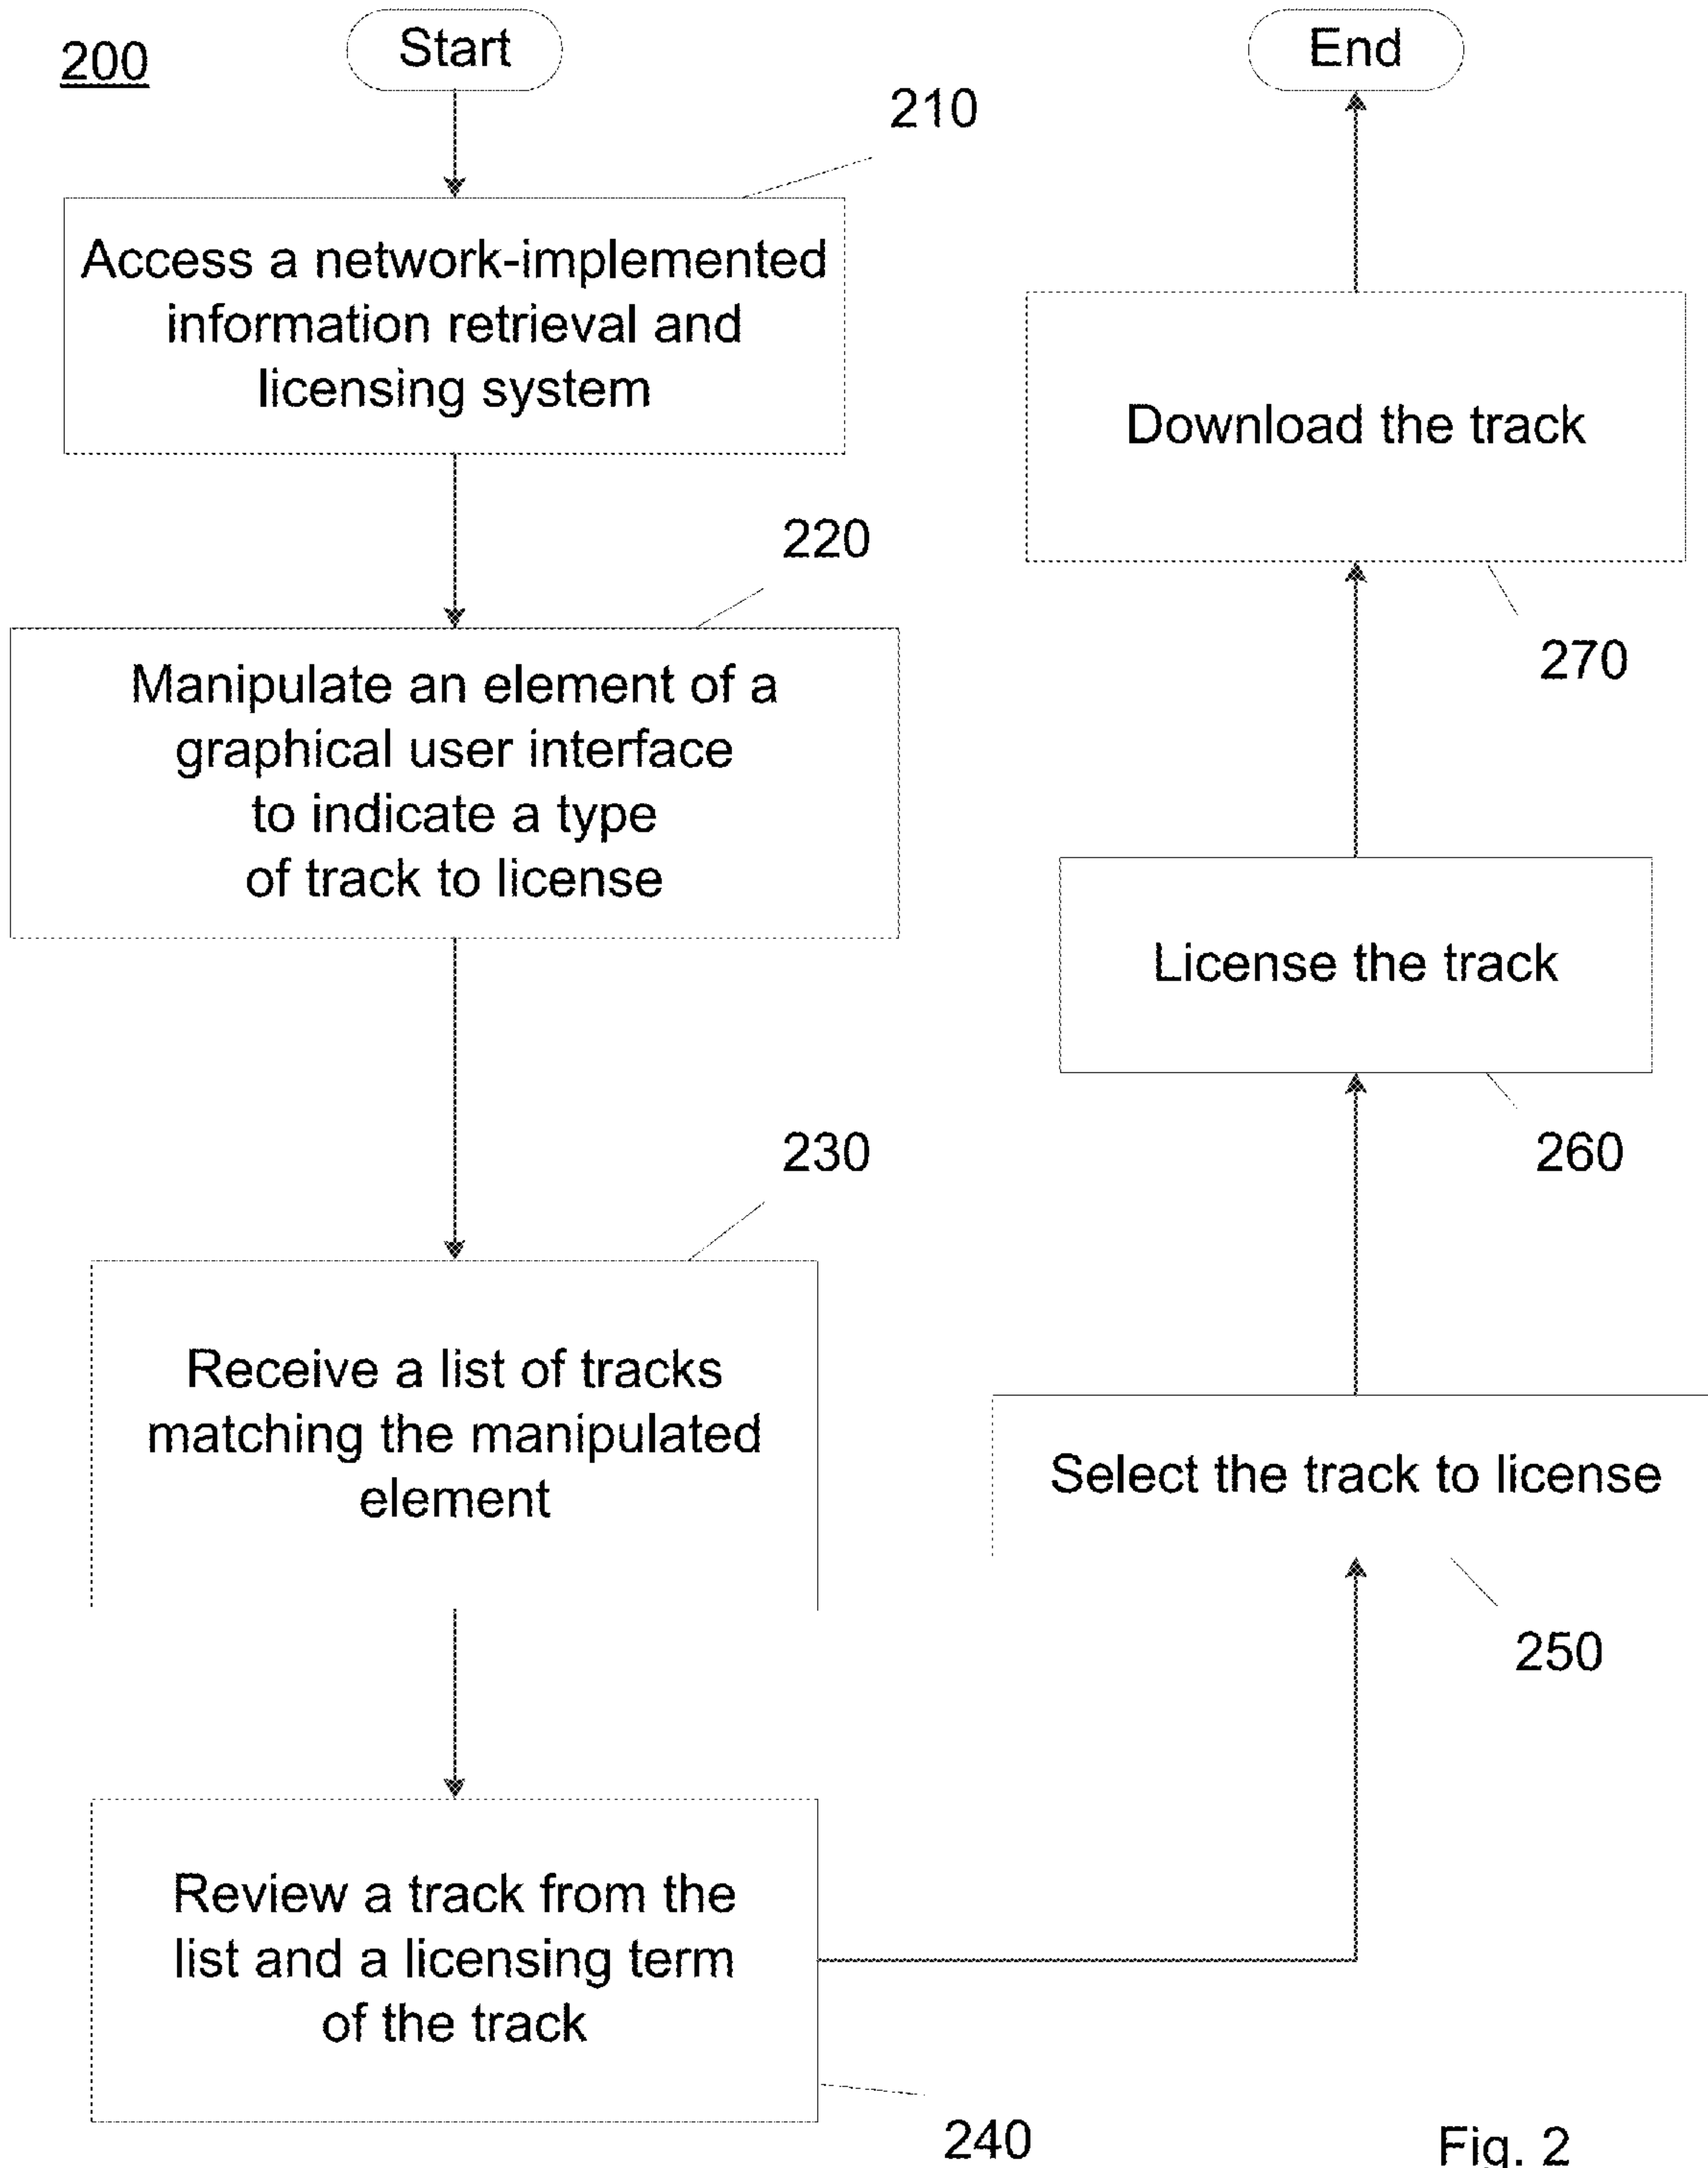 200
Start
210
Access a network-implemented
information retrieval and
licensing system
220
Manipulate an element of a
graphical user interface
to indicate a type
of track to license
230
Receive a list of tracks
matching the manipulated
element
Review a track from the
list and a licensing term
of the track
240
Select the track to license
250
License the track
260
Download the track
270
End
Fig. 2